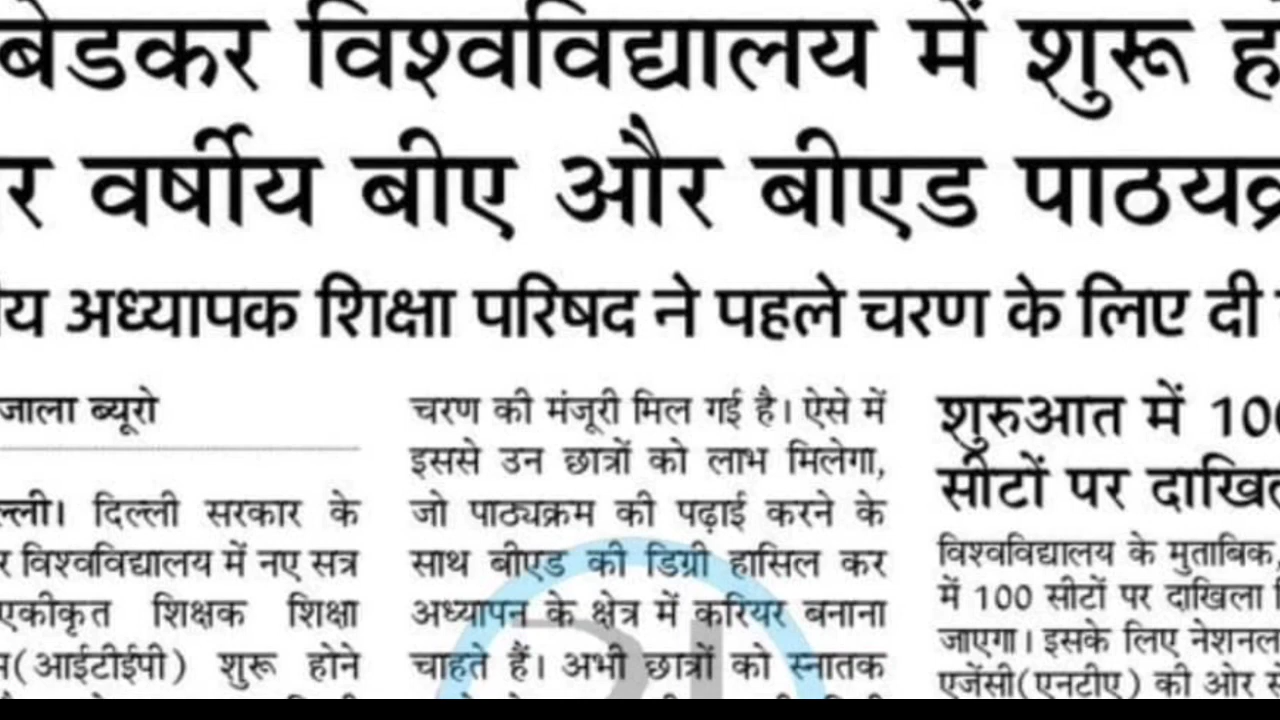 बेडकर विश्वविद्यालय में शुरू
र वर्षीय बीए और बीएड पाठयक्र
य अध्यापक शिक्षा परिषद ने पहले चरण के लिए दी
जाला ब्यूरो
ल्ली। दिल्ली सरकार के
र विश्वविद्यालय में नए सत्र
एकीकृत शिक्षक शिक्षा
(आईटीईपी) शुरू होने
चरण की मंजूरी मिल गई है। ऐसे में
इससे उन छात्रों को लाभ मिलेगा,
जो पाठ्यक्रम की पढ़ाई करने के
साथ बीएड की डिग्री हासिल कर
अध्यापन के क्षेत्र में करियर बनाना
चाहते हैं। अभी छात्रों को स्नातक
शुरुआत में 100
सीटों पर दाखि
विश्वविद्यालय के मुताबिक,
में 100 सीटों पर दाखिला
जाएगा। इसके लिए नेशनल
एजेंसी(एनटीए) की ओर